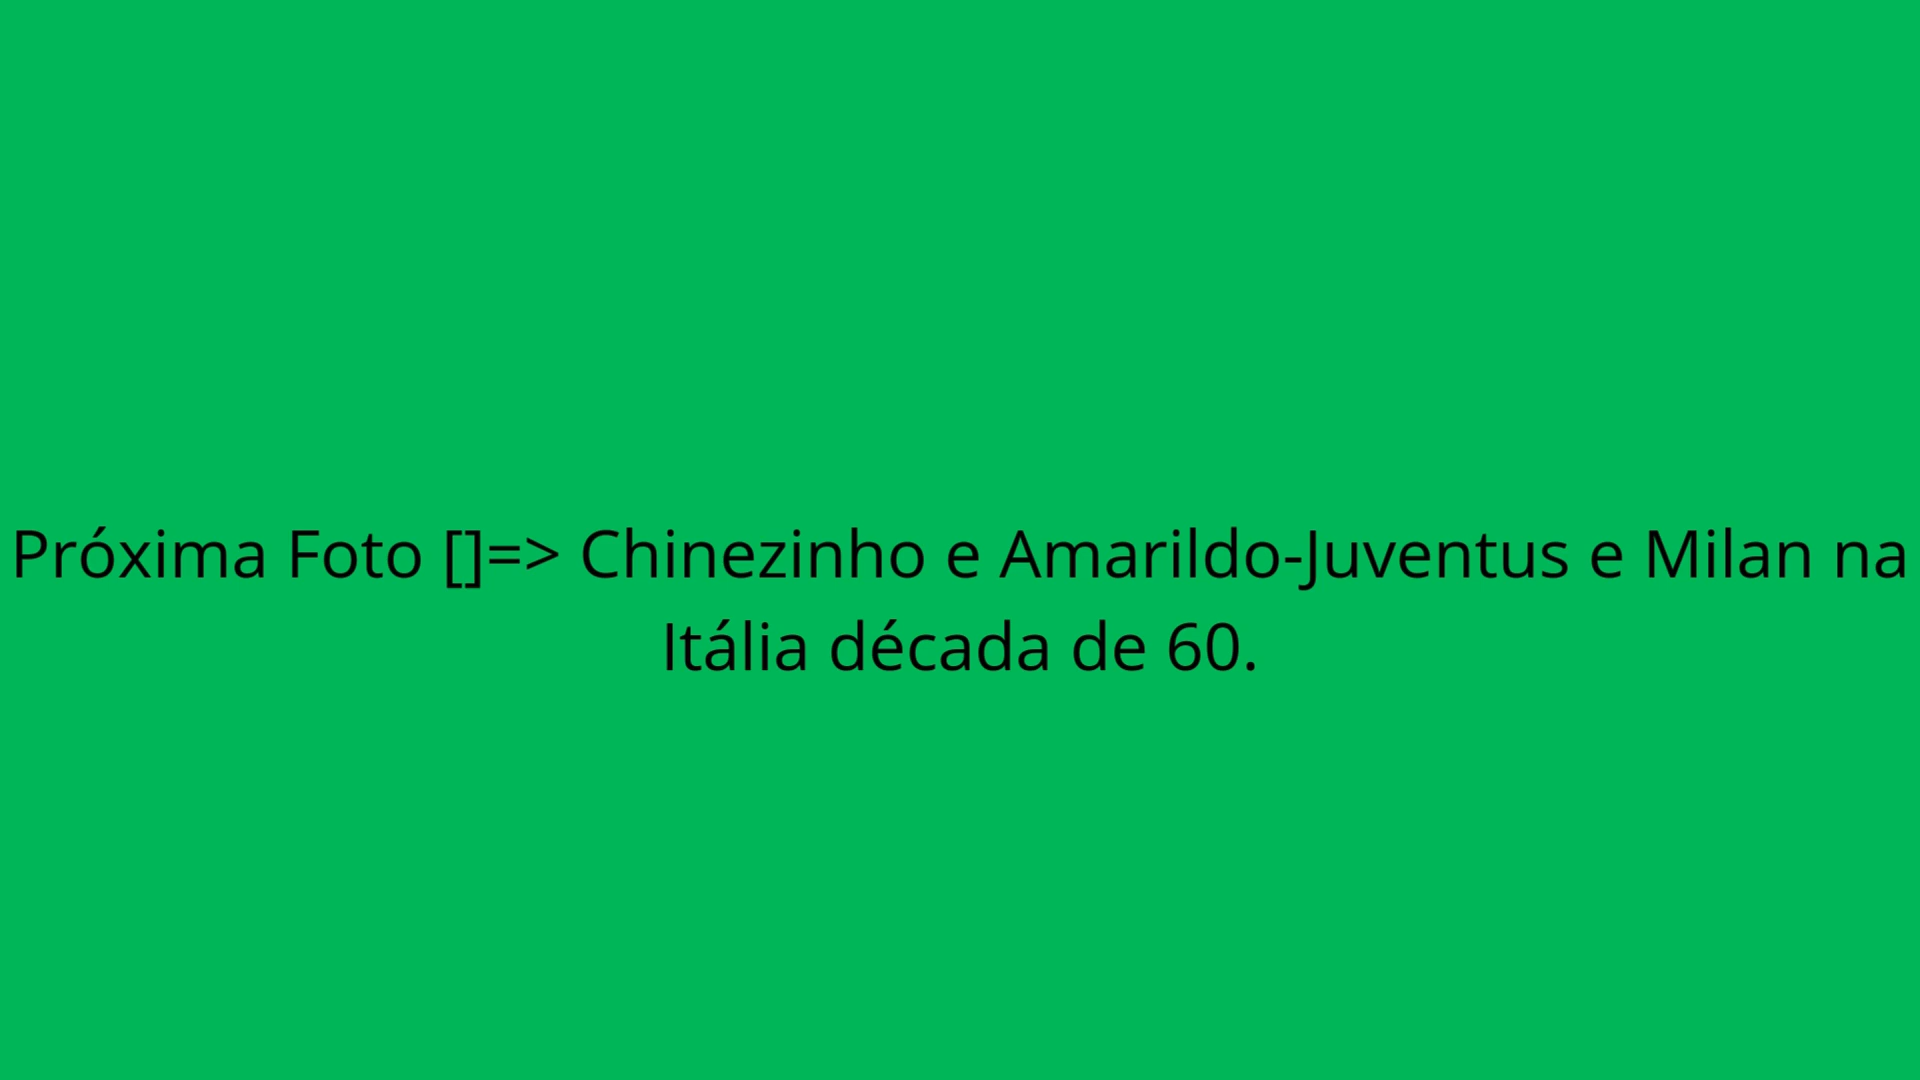 Próxima Foto []=> Chinezinho e Amarildo-Juventus e Milan na
Itália década de 60.